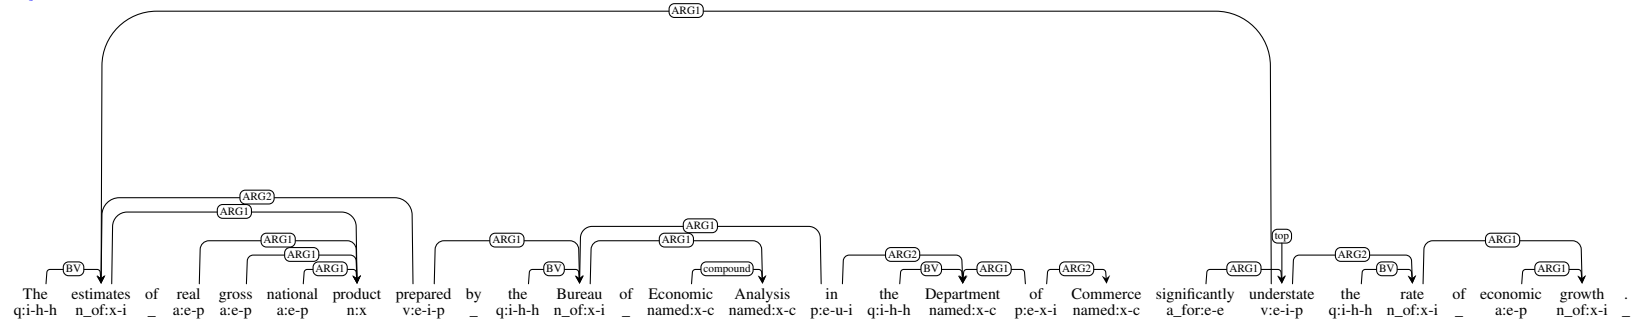 ARG1
ARG2
ARG1
ARG1
ARG1
top
ARG1
ARG1
ARG1
ARG1
ARG2
ARG2
ARG1
BV
ARG1
BV
compound
BV
ARG1
ARG2
ARG1
BV
ARG1
The estimates of real gross national product prepared by the Bureau of Economic Analysis in the Department of Commerce significantly understate the rate of economic growth .
q:i-h-h n_of:x-i _ a:e-p a:e-p a:e-p n:x v:e-i-p _ q:i-h-h n_of:x-i _ named:x-c named:x-c p:e-u-i q:i-h-h named:x-c p:e-x-i named:x-c a_for:e-e v:e-i-p q:i-h-h n_of:x-i _ a:e-p n_of:x-i _